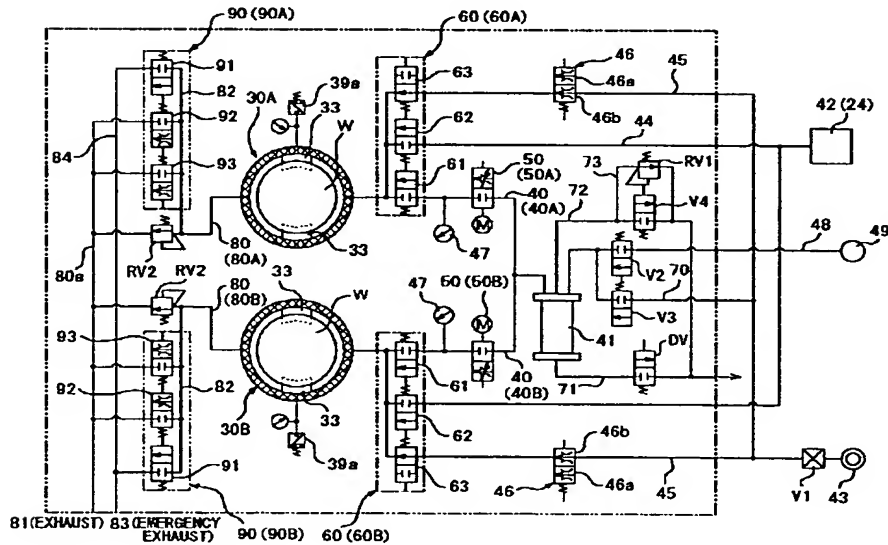 90 (90A)
60 (60A)
91
63
46
39a
46a
45
82
30A
33
46b
92
W
62
44
42 (24)
50
(50A)
73
RV1
84
93
61
40
(40A)
72
V4
33
47
48
49
80
(80A)
80a
RV2
RV2
V2
70
80
(80B)
33
W
47
60 (60B)
V3
DV
93
41
61
40
(40B)
92
82
71
30B
33
62
46b
39a
91
63
46
46a
45
V1
43
81(EXHAUST)
83 (EMERGENCY
EXHAUST)
90 (90B)
60 (60B)